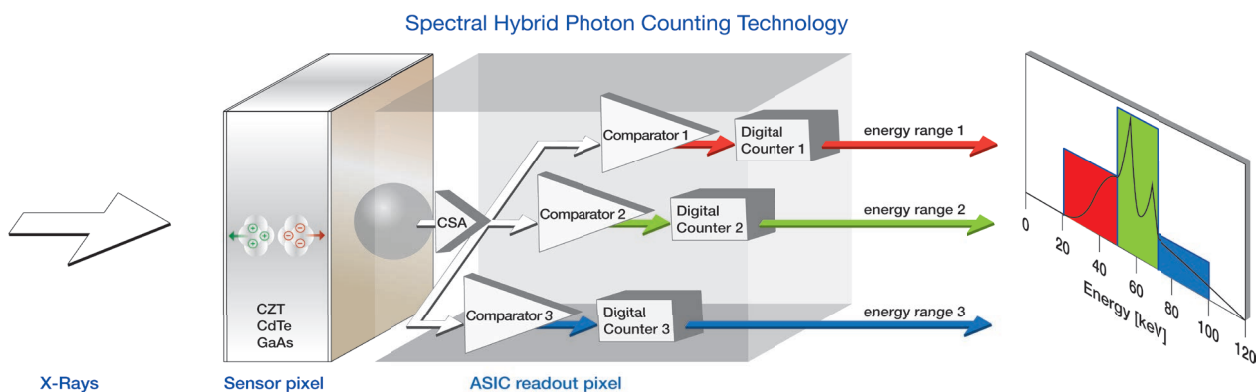 Spectral Hybrid Photon Counting Technology
Comparator 1
Digital
Counter 1
energy range 1
CSA
Comparator 2
Digital
Counter 2
energy range 2
CZT
CdTe
GaAs
Comparator 3
Digital
Counter 3
energy range 3
0
20
40
60
80
100
120
Energy [keV]
X-Rays
Sensor pixel
ASIC readout pixel